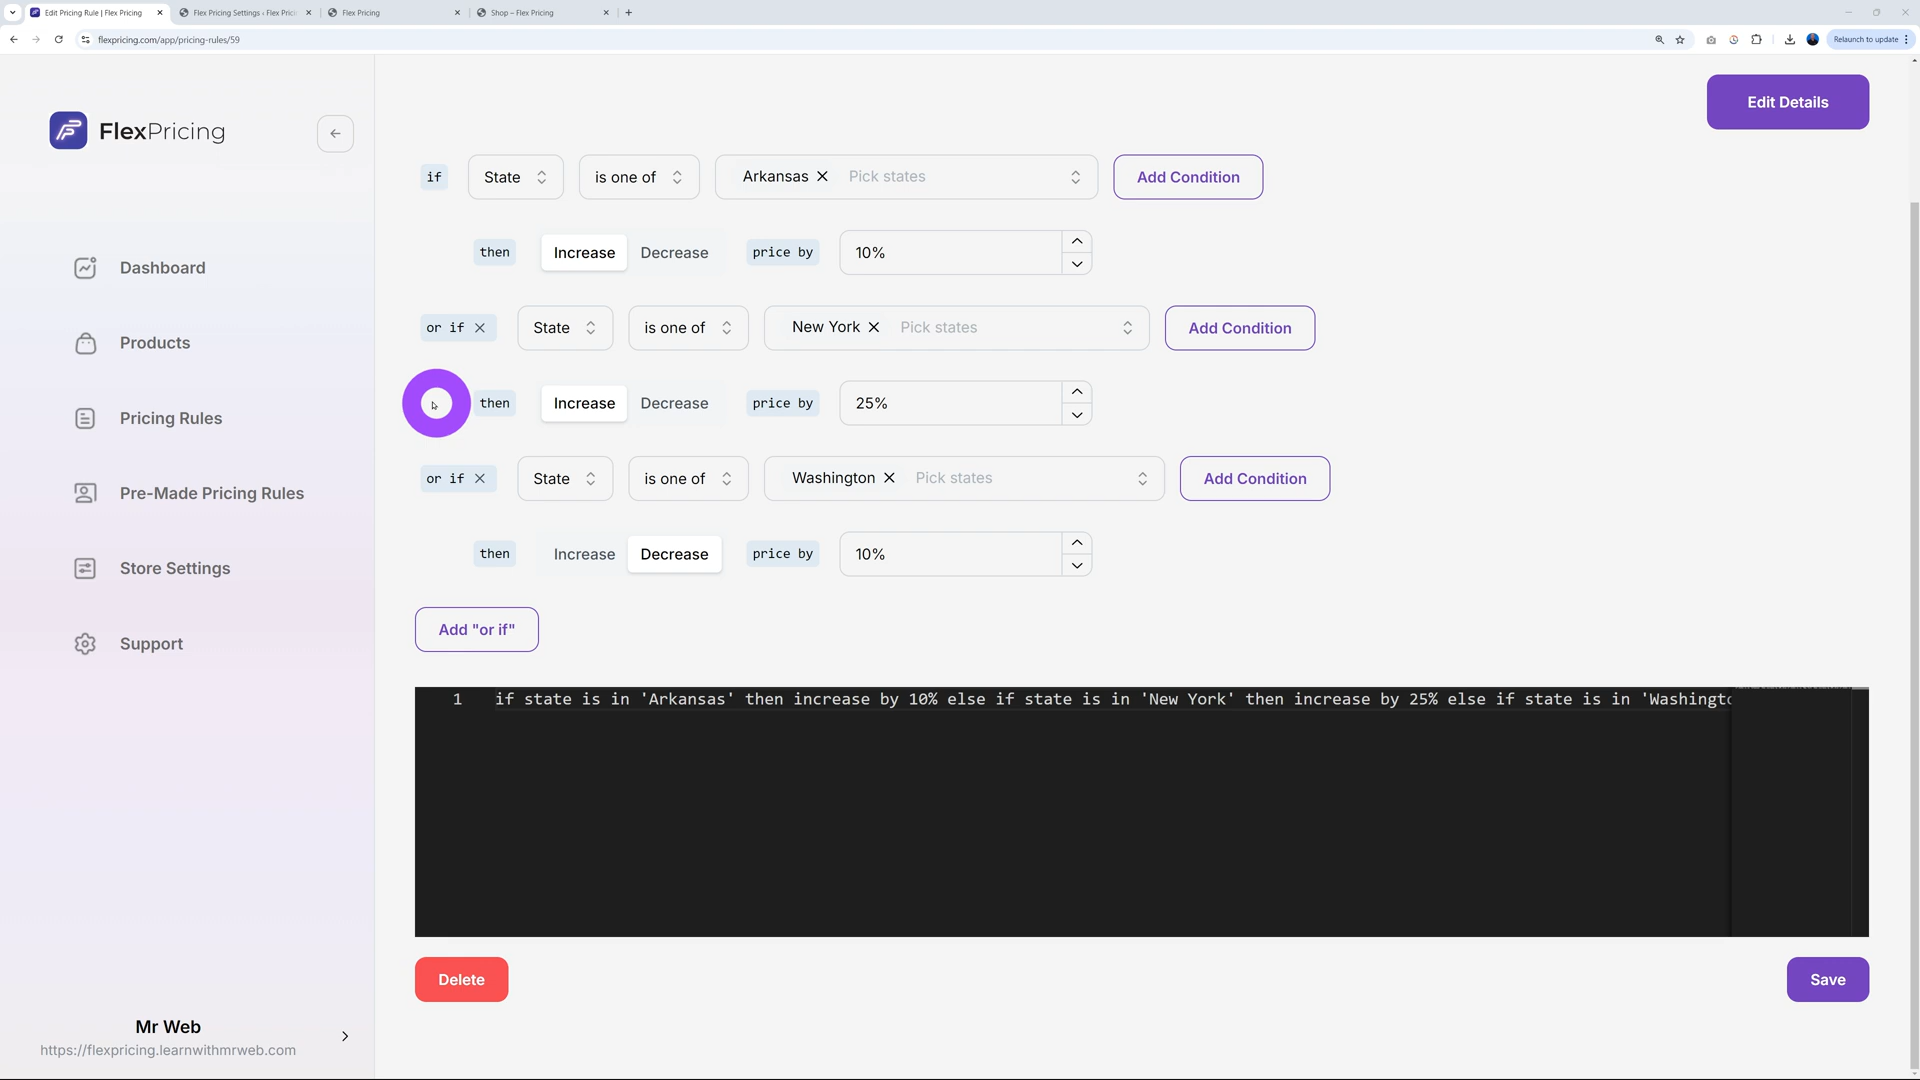 Edit Pricing Rule | Flex Pricing
Flex Pricing Settings ‹ Flex Prici
Flex Pricing
Shop – Flex Pricing
flexpricing.com/app/pricing-rules/59
Relaunch to update
FlexPricing
Edit Details
if State is one of Arkansas Pick states Add Condition
then Increase Decrease price by 10%
or if State is one of New York Pick states Add Condition
then Increase Decrease price by 25%
or if State is one of Washington Pick states Add Condition
then Increase Decrease price by 10%
Add "or if"
1 if state is in 'Arkansas' then increase by 10% else if state is in 'New York' then increase by 25% else if state is in 'Washingto
Delete
Save
Dashboard
Products
Pricing Rules
Pre-Made Pricing Rules
Store Settings
Support
Mr Web
https://flexpricing.learnwithmrweb.com